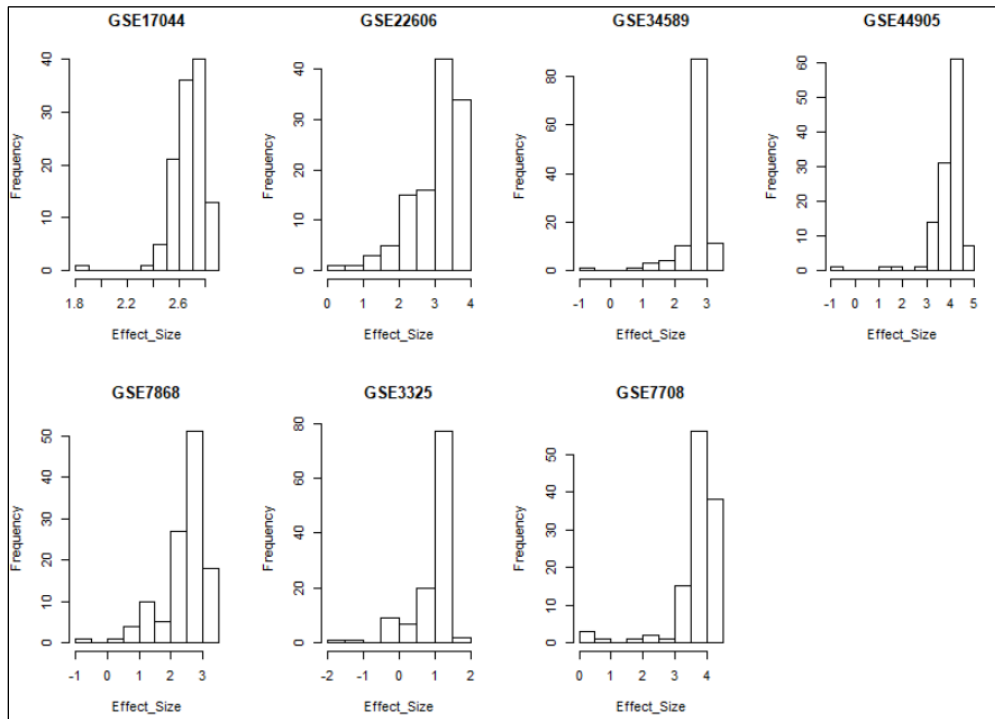 GSE17044 GSE22606 GSE34589 GSE44905
Frequency
0 10 20 30 40
1.8 2.2 2.6
Effect_Size
Frequency
0 10 20 30 40
0 1 2 3 4
Effect_Size
Frequency
0 20 40 60 80
-1 0 1 2 3
Effect_Size
Frequency
0 10 20 30 40 50 60
-1 0 1 2 3 4 5
Effect_Size
GSE7868 GSE3325 GSE7708
Frequency
0 10 20 30 40 50
-1 0 1 2 3
Effect_Size
Frequency
0 20 40 60 80
-2 -1 0 1 2
Effect_Size
Frequency
0 10 20 30 40 50
0 1 2 3 4
Effect_Size